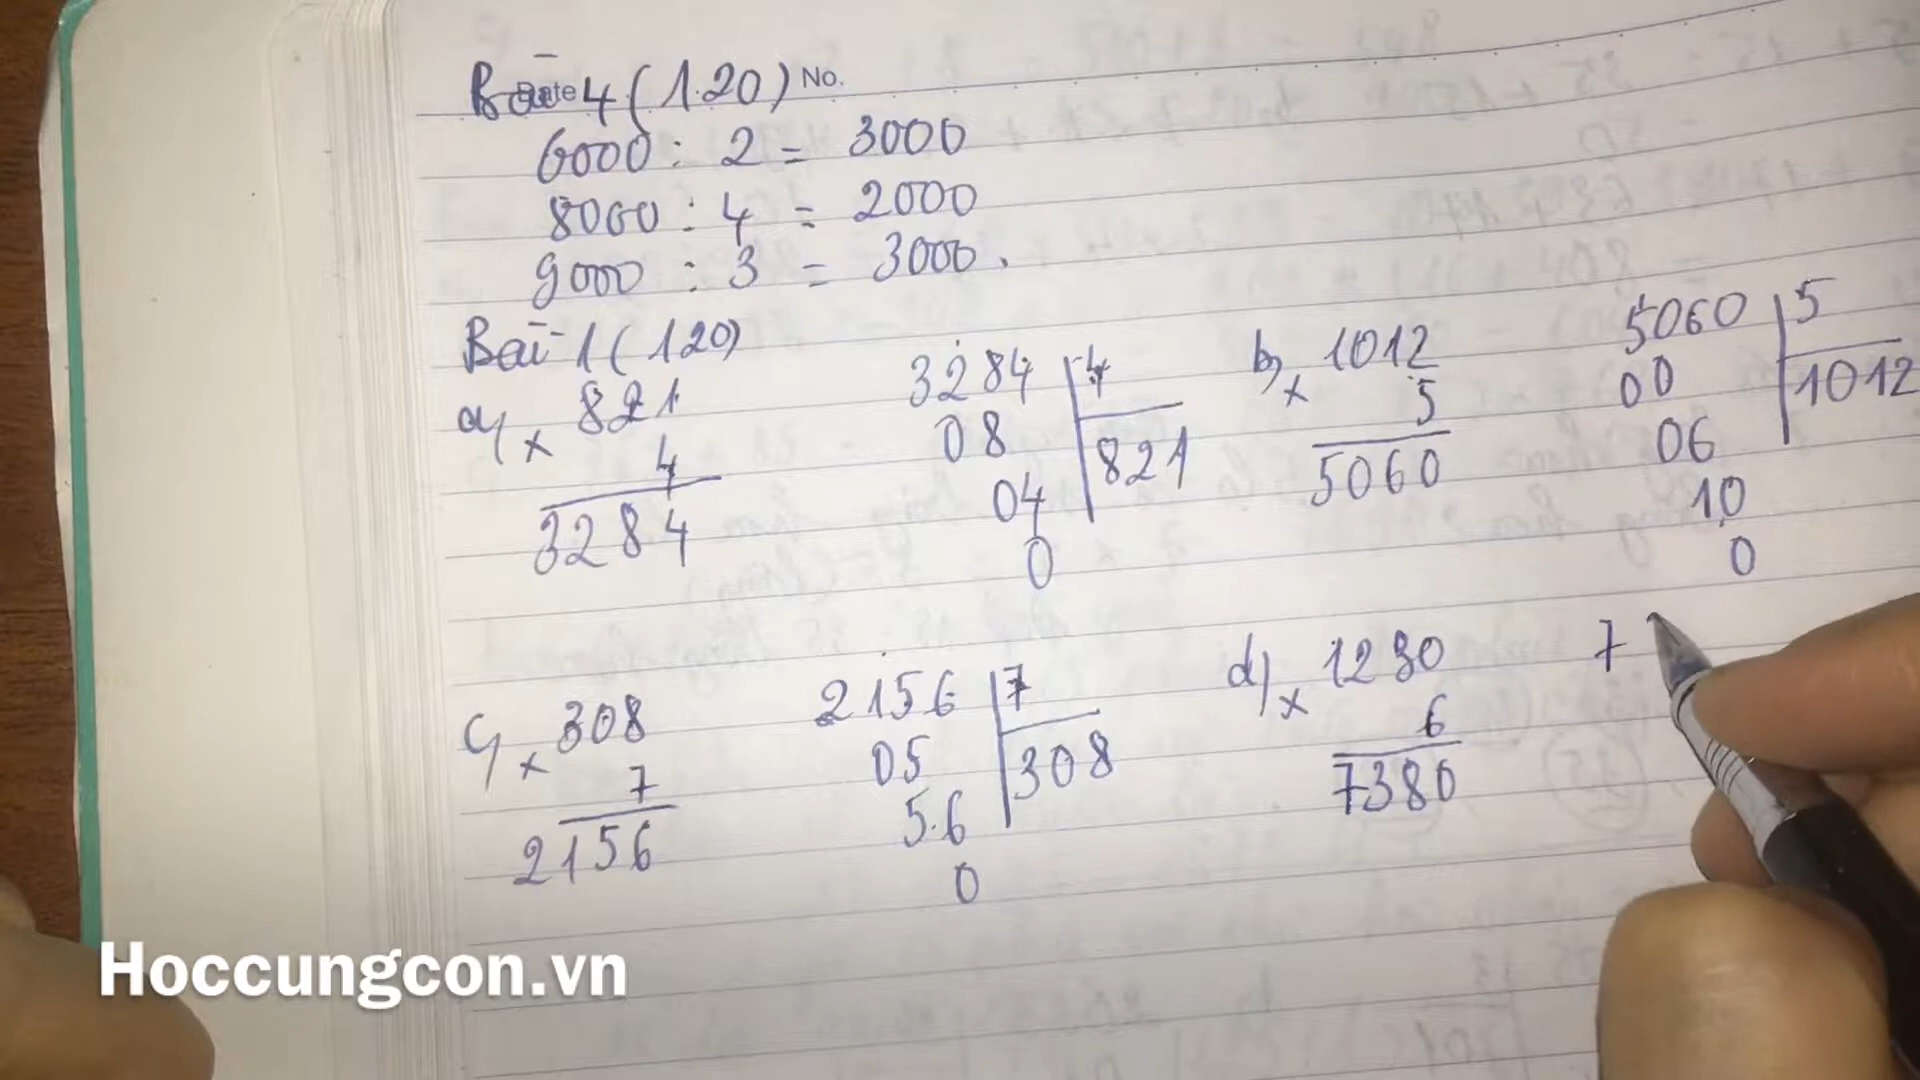 Bài 4 (120)
Date No.
6000 : 2 = 3000
8000 : 4 = 2000
9000 : 3 = 3000.
Bài 1 (120)
a) x 821
4
3284
3284 4
08 821
04
0
b) x 1012
5
5060
5060 5
00 1012
06
10
0
c) x 308
7
2156
2156 7
05 308
56
0
d) x 1230
6
7380
7
Hoccungcon.vn